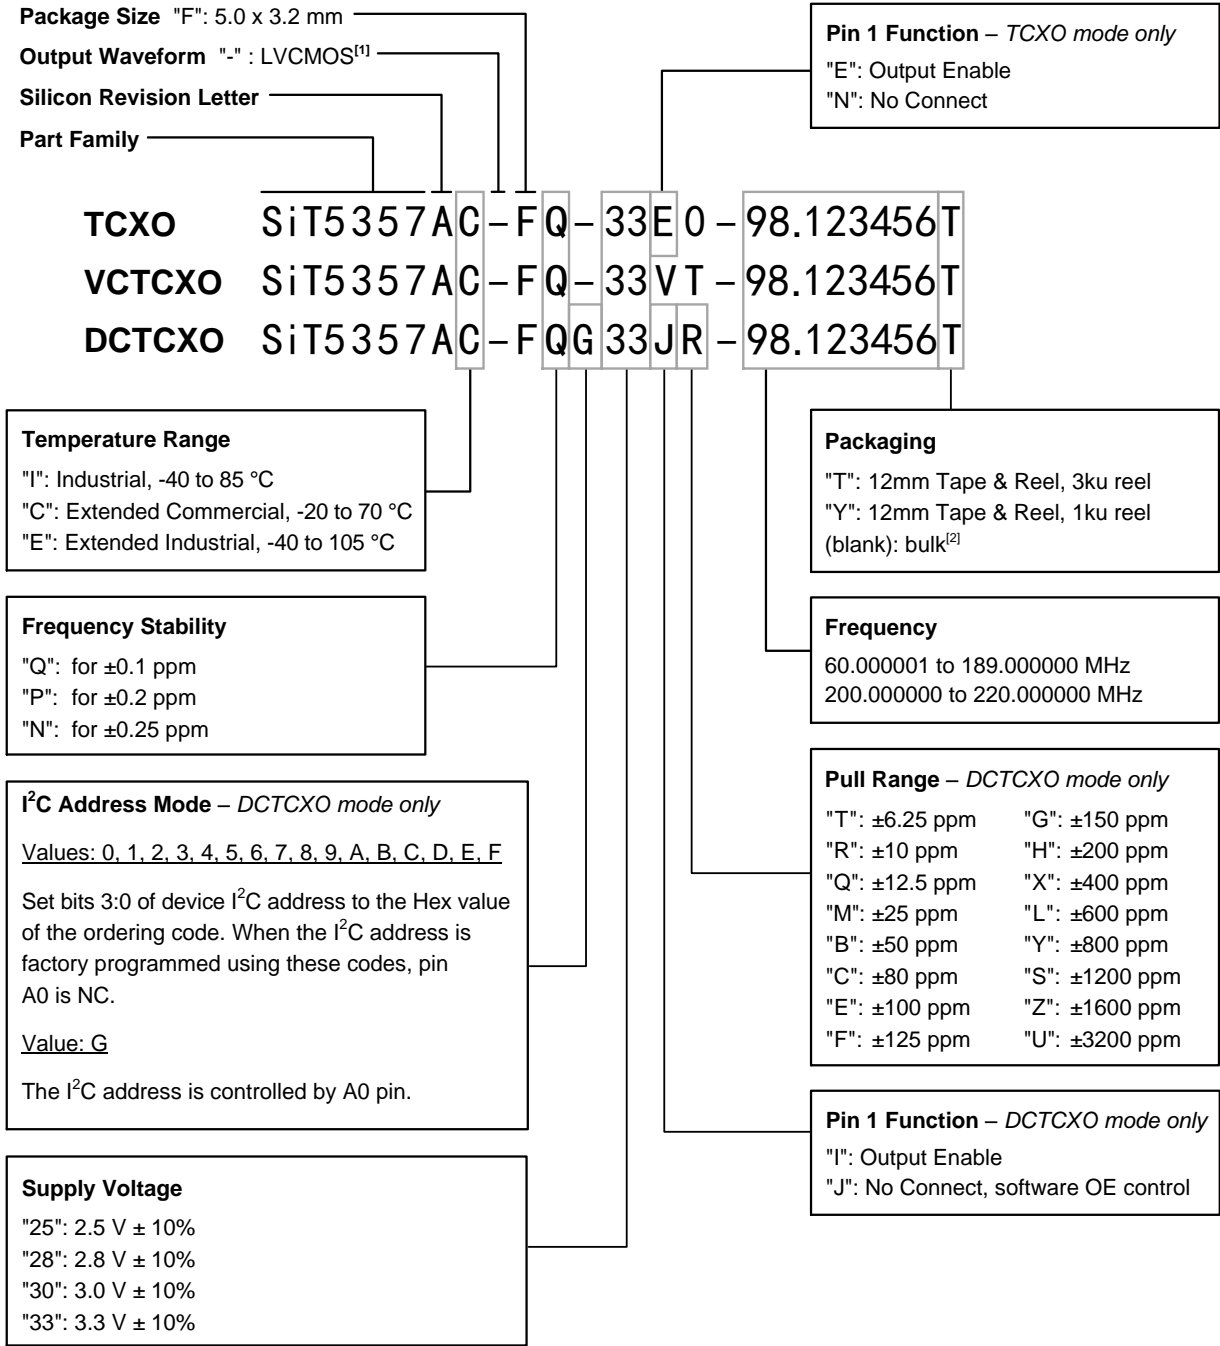 Package Size "F": 5.0 x 3.2 mm
Output Waveform "-" : LVCMOS[1]
Silicon Revision Letter
Part Family
Pin 1 Function – TCXO mode only
"E": Output Enable
"N": No Connect
TCXO SiT5357AC-FQ-33E0-98.123456T
VCTCXO SiT5357AC-FQ-33VT-98.123456T
DCTCXO SiT5357AC-FQG33JR-98.123456T
Temperature Range
"I": Industrial, -40 to 85 °C
"C": Extended Commercial, -20 to 70 °C
"E": Extended Industrial, -40 to 105 °C
Frequency Stability
"Q": for ±0.1 ppm
"P": for ±0.2 ppm
"N": for ±0.25 ppm
I²C Address Mode – DCTCXO mode only
Values: 0, 1, 2, 3, 4, 5, 6, 7, 8, 9, A, B, C, D, E, F
Set bits 3:0 of device I²C address to the Hex value
of the ordering code. When the I²C address is
factory programmed using these codes, pin
A0 is NC.
Value: G
The I²C address is controlled by A0 pin.
Supply Voltage
"25": 2.5 V ± 10%
"28": 2.8 V ± 10%
"30": 3.0 V ± 10%
"33": 3.3 V ± 10%
Packaging
"T": 12mm Tape & Reel, 3ku reel
"Y": 12mm Tape & Reel, 1ku reel
(blank): bulk[2]
Frequency
60.000001 to 189.000000 MHz
200.000000 to 220.000000 MHz
Pull Range – DCTCXO mode only
"T": ±6.25 ppm "G": ±150 ppm
"R": ±10 ppm "H": ±200 ppm
"Q": ±12.5 ppm "X": ±400 ppm
"M": ±25 ppm "L": ±600 ppm
"B": ±50 ppm "Y": ±800 ppm
"C": ±80 ppm "S": ±1200 ppm
"E": ±100 ppm "Z": ±1600 ppm
"F": ±125 ppm "U": ±3200 ppm
Pin 1 Function – DCTCXO mode only
"I": Output Enable
"J": No Connect, software OE control